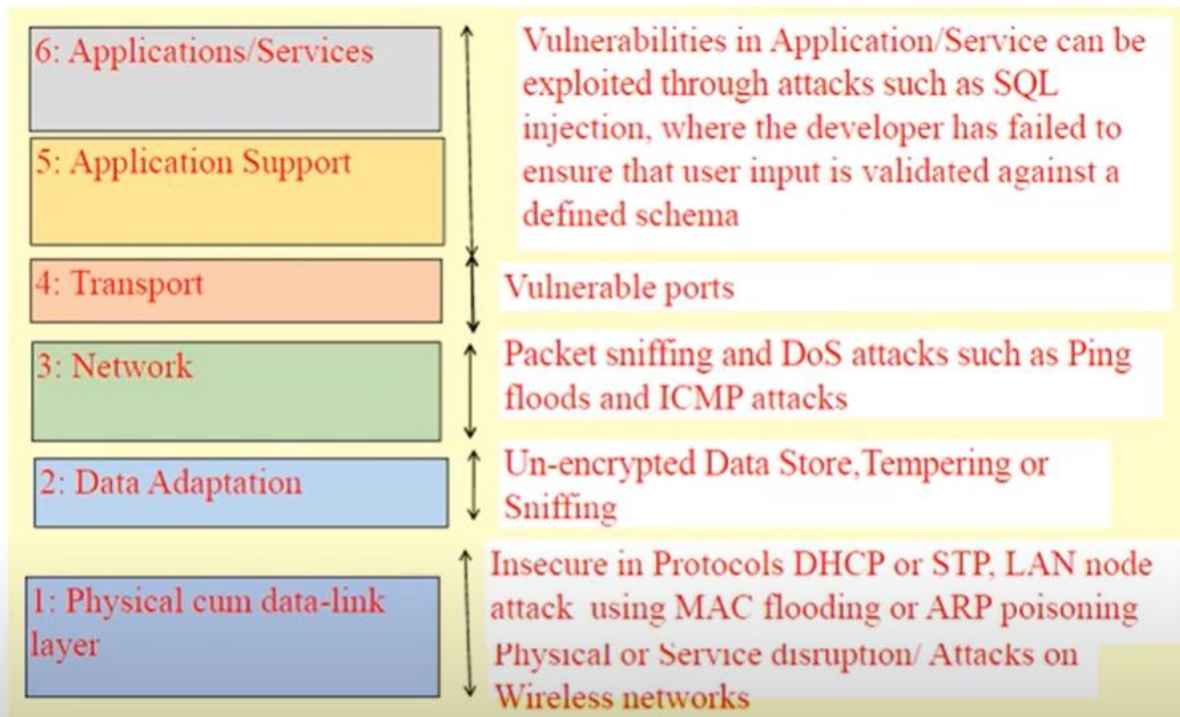 6: Applications/Services
Vulnerabilities in Application/Service can be
exploited through attacks such as SQL
injection, where the developer has failed to
ensure that user input is validated against a
defined schema
5: Application Support
4: Transport
Vulnerable ports
3: Network
Packet sniffing and DoS attacks such as Ping
floods and ICMP attacks
2: Data Adaptation
Un-encrypted Data Store,Tempering or
Sniffing
1: Physical cum data-link
layer
Insecure in Protocols DHCP or STP, LAN node
attack using MAC flooding or ARP poisoning
Physical or Service disruption/ Attacks on
Wireless networks